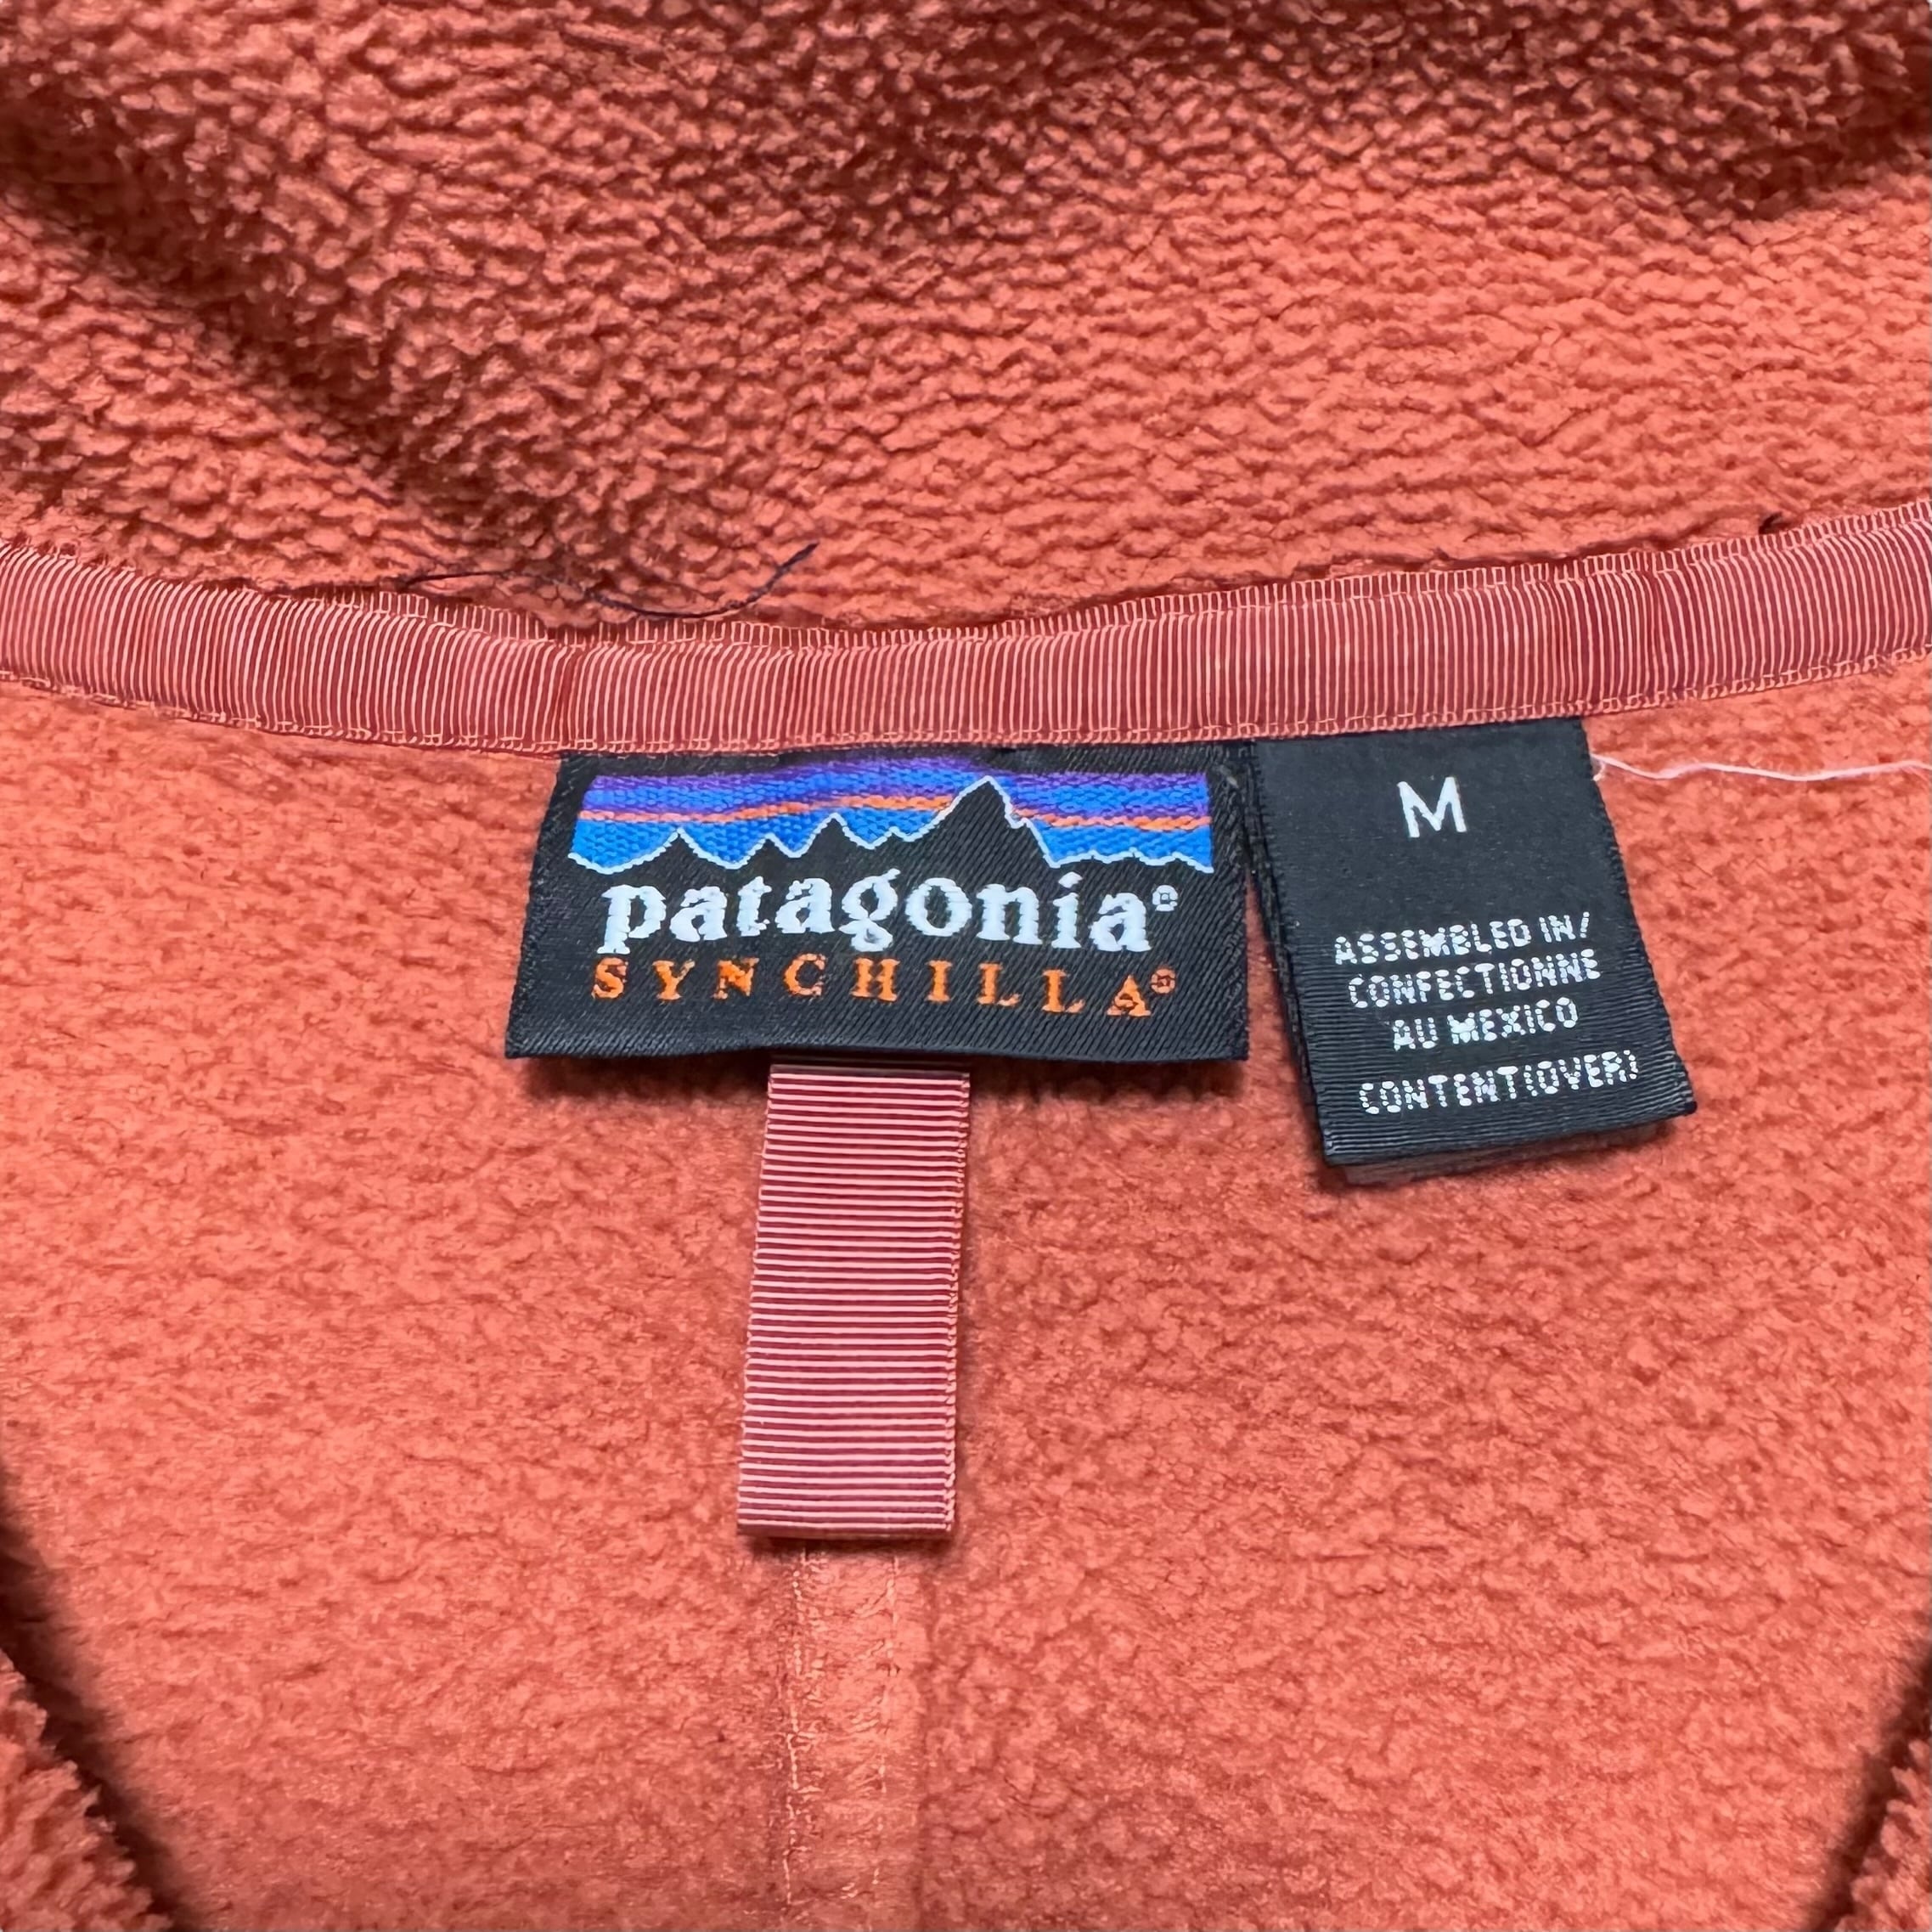 patagonia®
SYNCHILLA®
M
ASSEMBLED IN/
CONFECTIONNE
AU MEXICO
CONTENT(OVER)